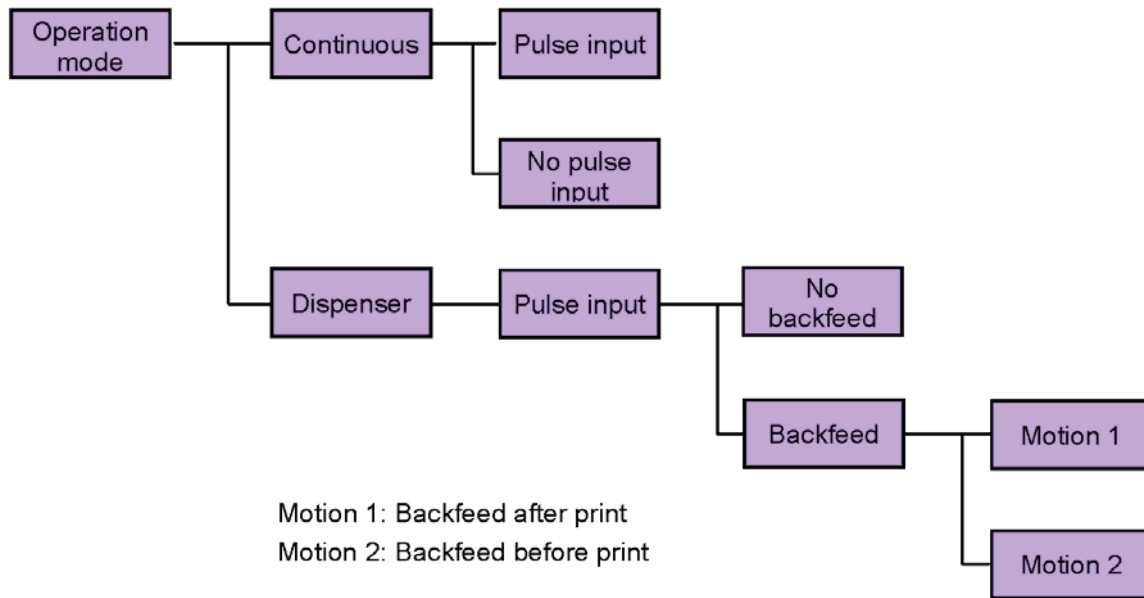 Operation
mode
Continuous
Pulse input
No pulse
input
Dispenser
Pulse input
No
backfeed
Backfeed
Motion 1
Motion 2
Motion 1: Backfeed after print
Motion 2: Backfeed before print